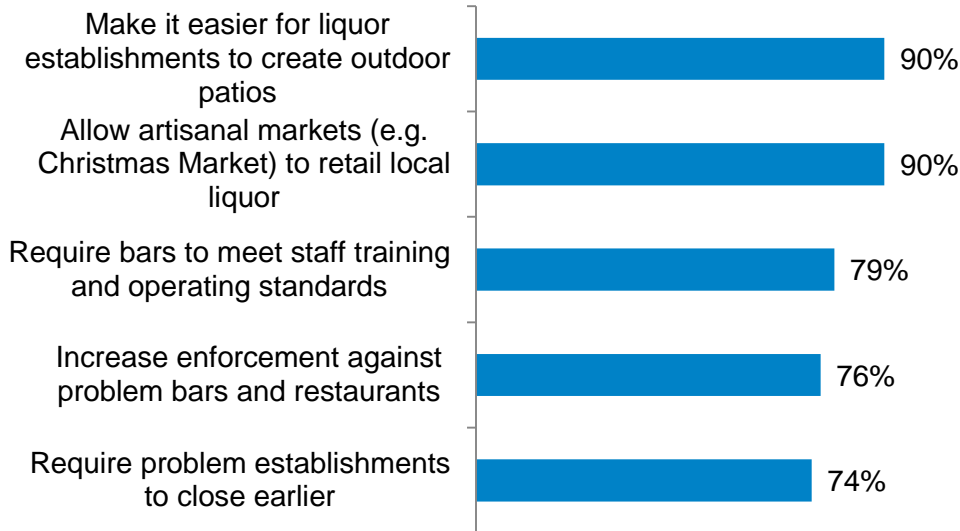 Make it easier for liquor
establishments to create outdoor
patios
90%
Allow artisanal markets (e.g.
Christmas Market) to retail local
liquor
90%
Require bars to meet staff training
and operating standards
79%
Increase enforcement against
problem bars and restaurants
76%
Require problem establishments
to close earlier
74%